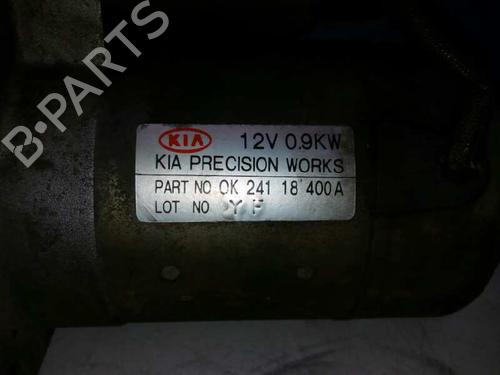 B-PARTS
KIA 12V 0.9KW
KIA PRECISION WORKS
PART NO OK 241 18 400A
LOT NO Y F